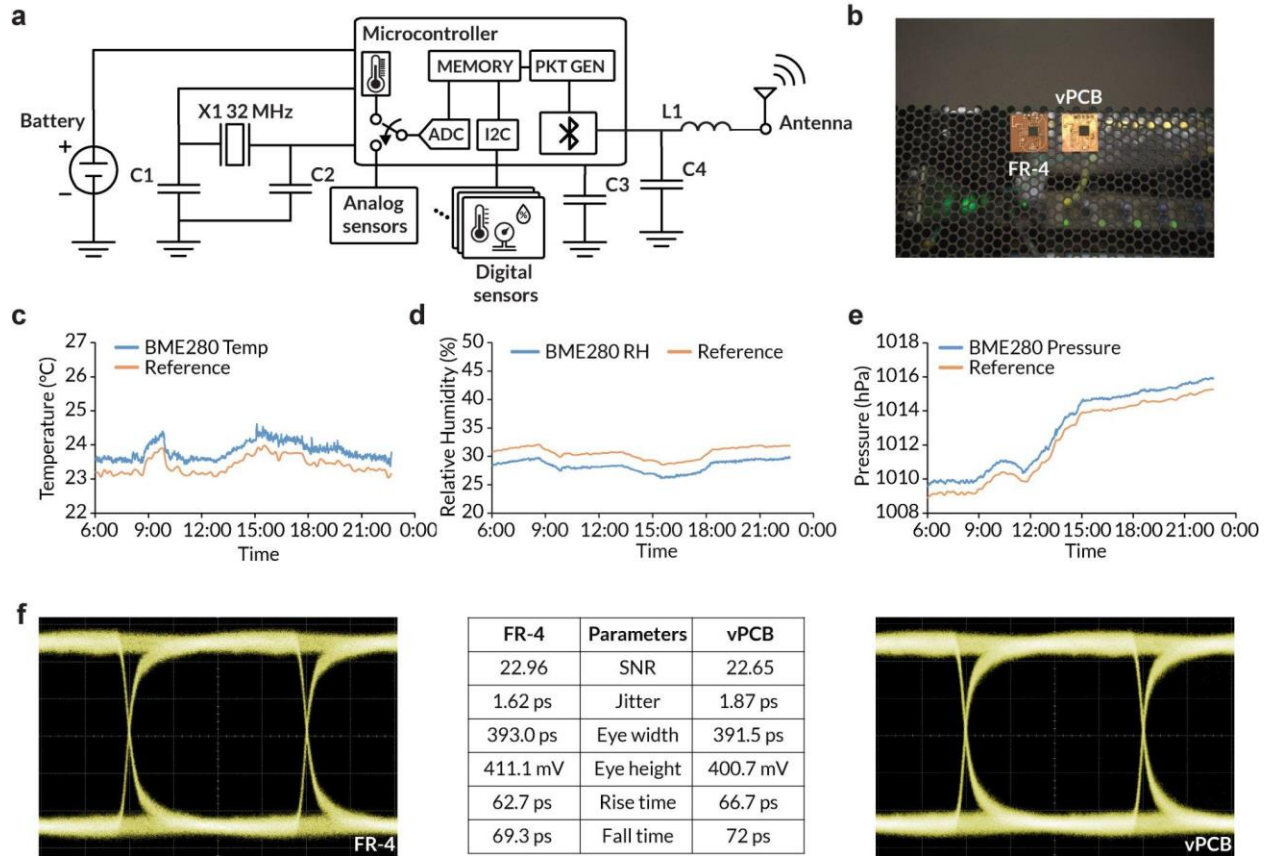 a
Microcontroller
MEMORY
PKT GEN
X1 32 MHz
Battery
+
−
ADC
I2C
L1
Antenna
C1
C2
C3
C4
Analog
sensors
%
Digital
sensors
b
vPCB
FR-4
c
BME280 Temp
Reference
Temperature (°C)
27
26
25
24
23
22
6:00 9:00 12:00 15:00 18:00 21:00 0:00
Time
d
BME280 RH
Reference
Relative Humidity (%)
50
45
40
35
30
25
20
6:00 9:00 12:00 15:00 18:00 21:00 0:00
Time
e
BME280 Pressure
Reference
Pressure (hPa)
1018
1016
1014
1012
1010
1008
6:00 9:00 12:00 15:00 18:00 21:00 0:00
Time
f
FR-4
FR-4 Parameters vPCB
22.96 SNR 22.65
1.62 ps Jitter 1.87 ps
393.0 ps Eye width 391.5 ps
411.1 mV Eye height 400.7 mV
62.7 ps Rise time 66.7 ps
69.3 ps Fall time 72 ps
vPCB